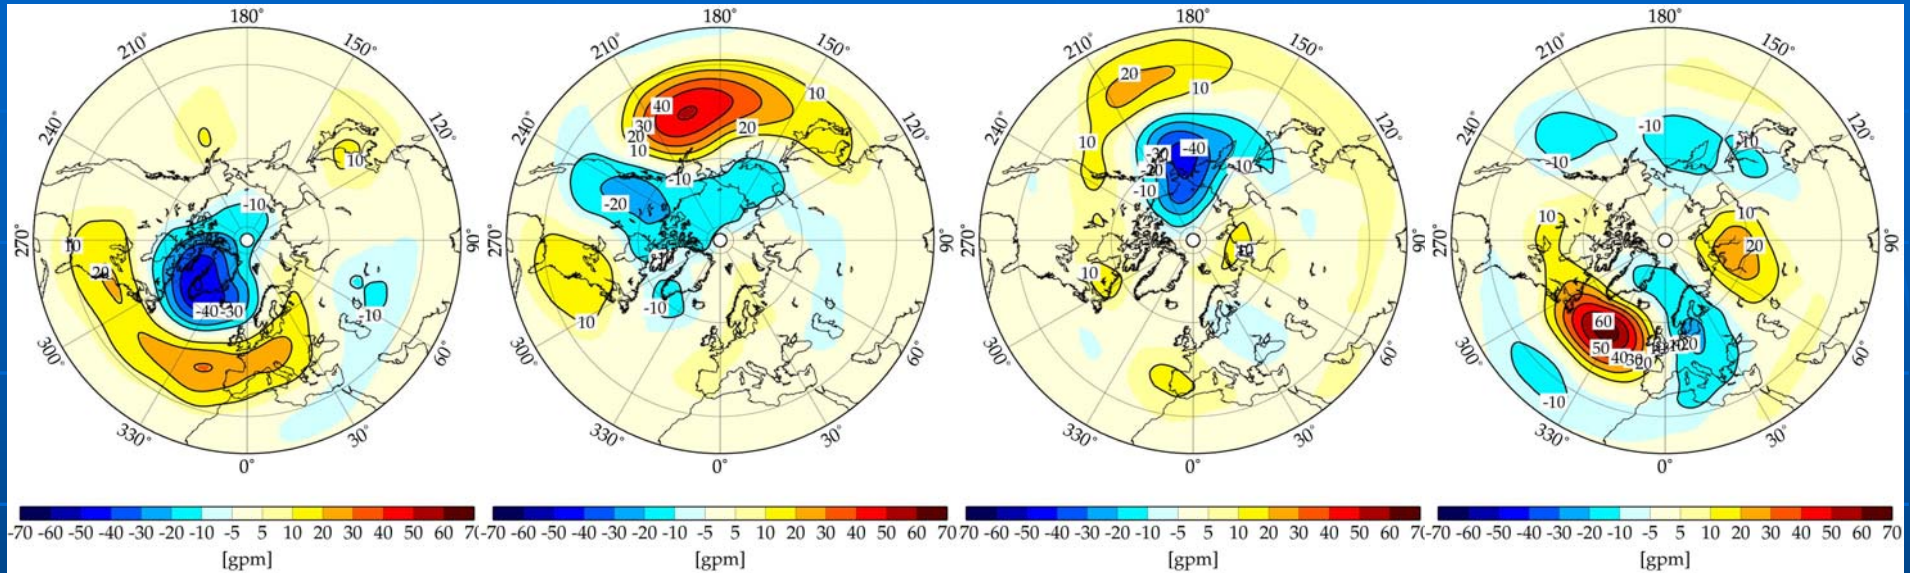 180° 180° 180° 180°
210° 150° 210° 150° 210° 150° 210° 150°
240° 120° 240° 120° 240° 120° 240° 120°
270° 90° 270° 90° 270° 90° 270° 90°
300° 60° 300° 60° 300° 60° 300° 60°
330° 30° 330° 30° 330° 30° 330° 30°
0° 0° 0° 0°
10 -10 10 20 -40 -30 -10
40 30 20 10 10 20 -10 -20 10 -10
20 10 10 -30 -40 -20 -10 -10 10
-10 -10 -10 10 10 20 60 50 40 30 20 20 -10
-70 -60 -50 -40 -30 -20 -10 -5 5 10 20 30 40 50 60 70
-70 -60 -50 -40 -30 -20 -10 -5 5 10 20 30 40 50 60 70
-70 -60 -50 -40 -30 -20 -10 -5 5 10 20 30 40 50 60 70
-70 -60 -50 -40 -30 -20 -10 -5 5 10 20 30 40 50 60 70
[gpm] [gpm] [gpm] [gpm]